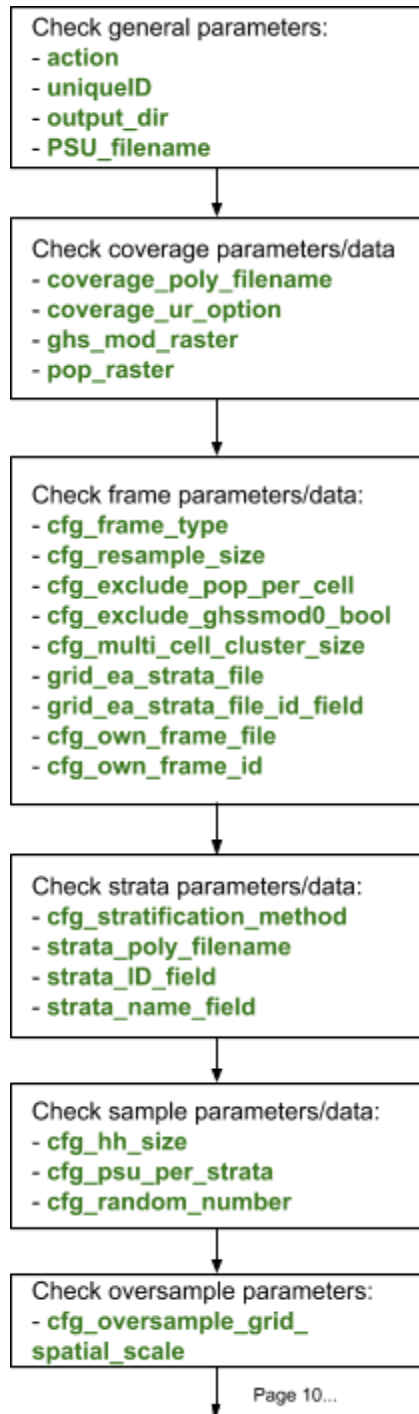 Check general parameters:
- action
- uniqueID
- output_dir
- PSU_filename
Check coverage parameters/data
- coverage_poly_filename
- coverage_ur_option
- ghs_mod_raster
- pop_raster
Check frame parameters/data:
- cfg_frame_type
- cfg_resample_size
- cfg_exclude_pop_per_cell
- cfg_exclude_ghssmod0_bool
- cfg_multi_cell_cluster_size
- grid_ea_strata_file
- grid_ea_strata_file_id_field
- cfg_own_frame_file
- cfg_own_frame_id
Check strata parameters/data:
- cfg_stratification_method
- strata_poly_filename
- strata_ID_field
- strata_name_field
Check sample parameters/data:
- cfg_hh_size
- cfg_psu_per_strata
- cfg_random_number
Check oversample parameters:
- cfg_oversample_grid_
spatial_scale
Page 10...